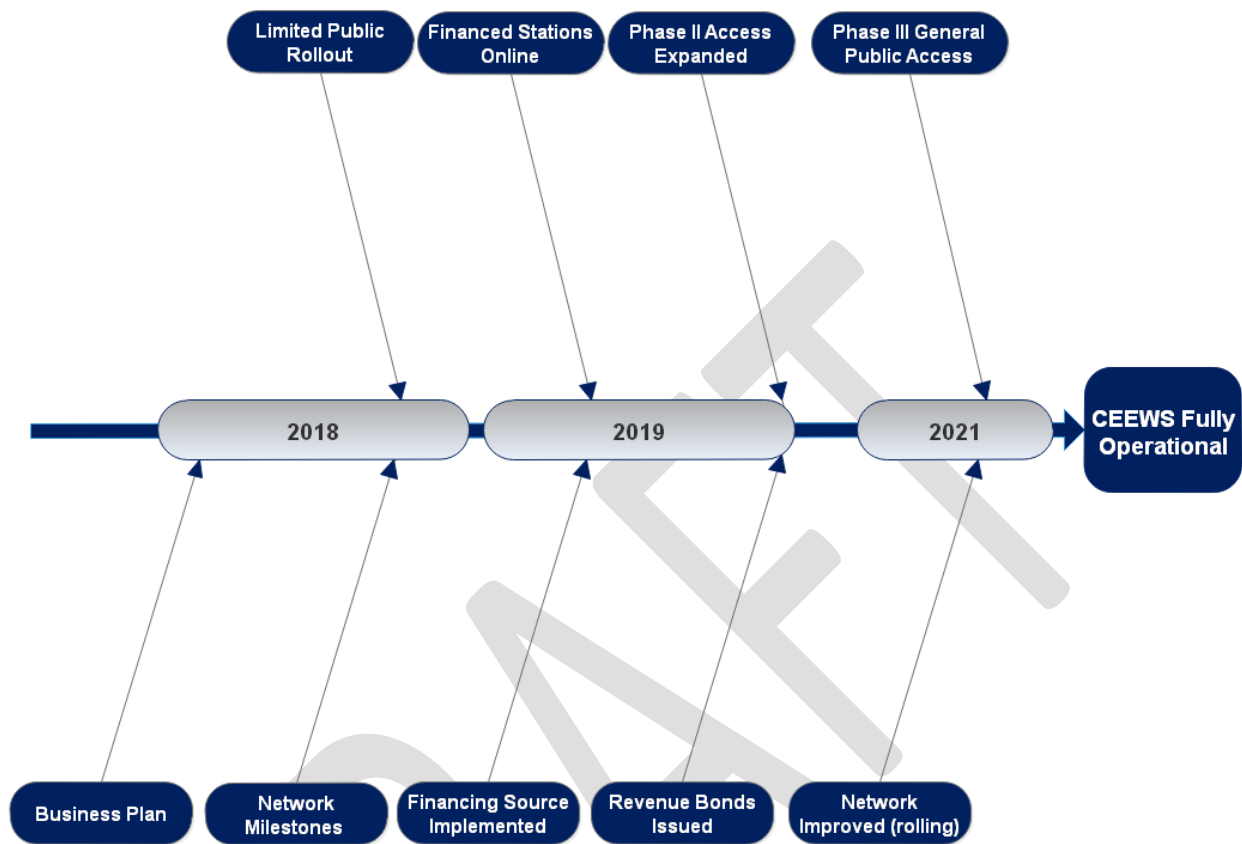 Limited Public
Rollout
Financed Stations
Online
Phase II Access
Expanded
Phase III General
Public Access
2018
2019
2021
CEEWS Fully
Operational
Business Plan
Network
Milestones
Financing Source
Implemented
Revenue Bonds
Issued
Network
Improved (rolling)
RAFT